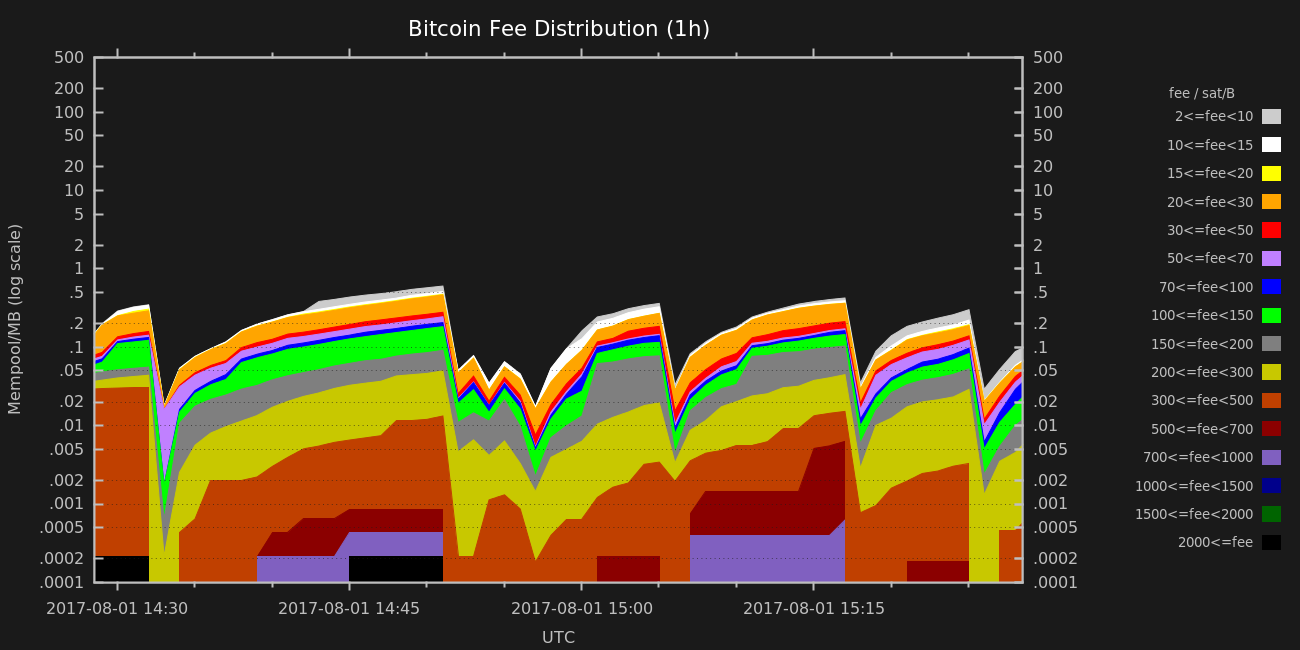 Bitcoin Fee Distribution (1h)
500 500
200 200
100 100
50 50
20 20
10 10
5 5
2 2
1 1
.5 .5
.2 .2
.1 .1
.05 .05
.02 .02
.01 .01
.005 .005
.002 .002
.001 .001
.0005 .0005
.0002 .0002
.0001 .0001
Mempool/MB (log scale)
2017-08-01 14:30 2017-08-01 14:45 2017-08-01 15:00 2017-08-01 15:15
UTC
fee / sat/B
2<=fee<10
10<=fee<15
15<=fee<20
20<=fee<30
30<=fee<50
50<=fee<70
70<=fee<100
100<=fee<150
150<=fee<200
200<=fee<300
300<=fee<500
500<=fee<700
700<=fee<1000
1000<=fee<1500
1500<=fee<2000
2000<=fee